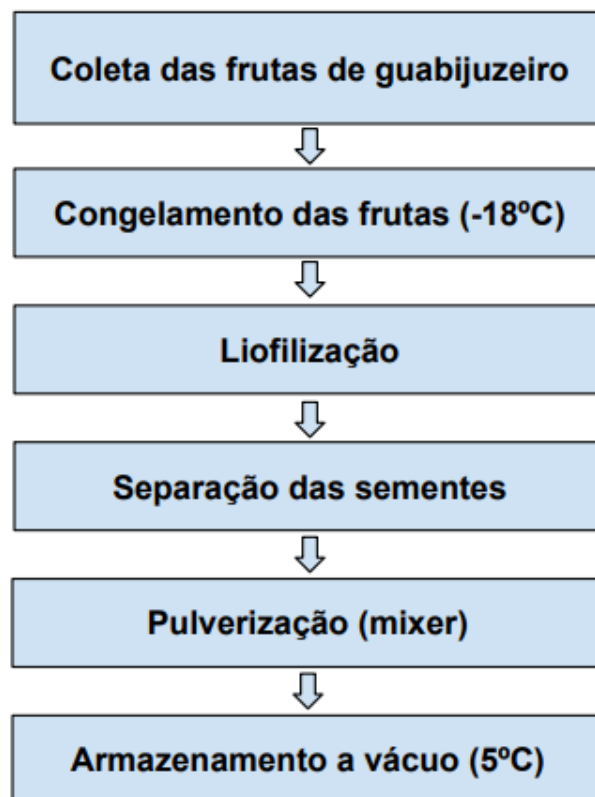 Coleta das frutas de guabijuzeiro
Congelamento das frutas (-18ºC)
Liofilização
Separação das sementes
Pulverização (mixer)
Armazenamento a vácuo (5ºC)